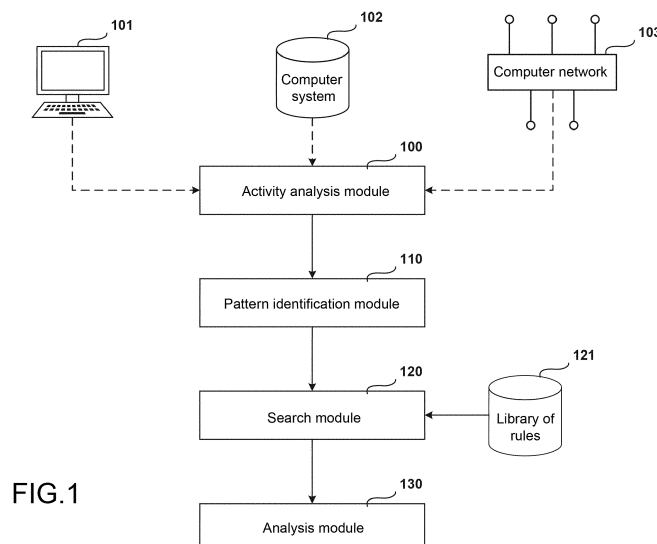 101
102
103
Computer
system
Computer network
100
Activity analysis module
110
Pattern identification module
120
121
Search module
Library of
rules
130
FIG.1
Analysis module